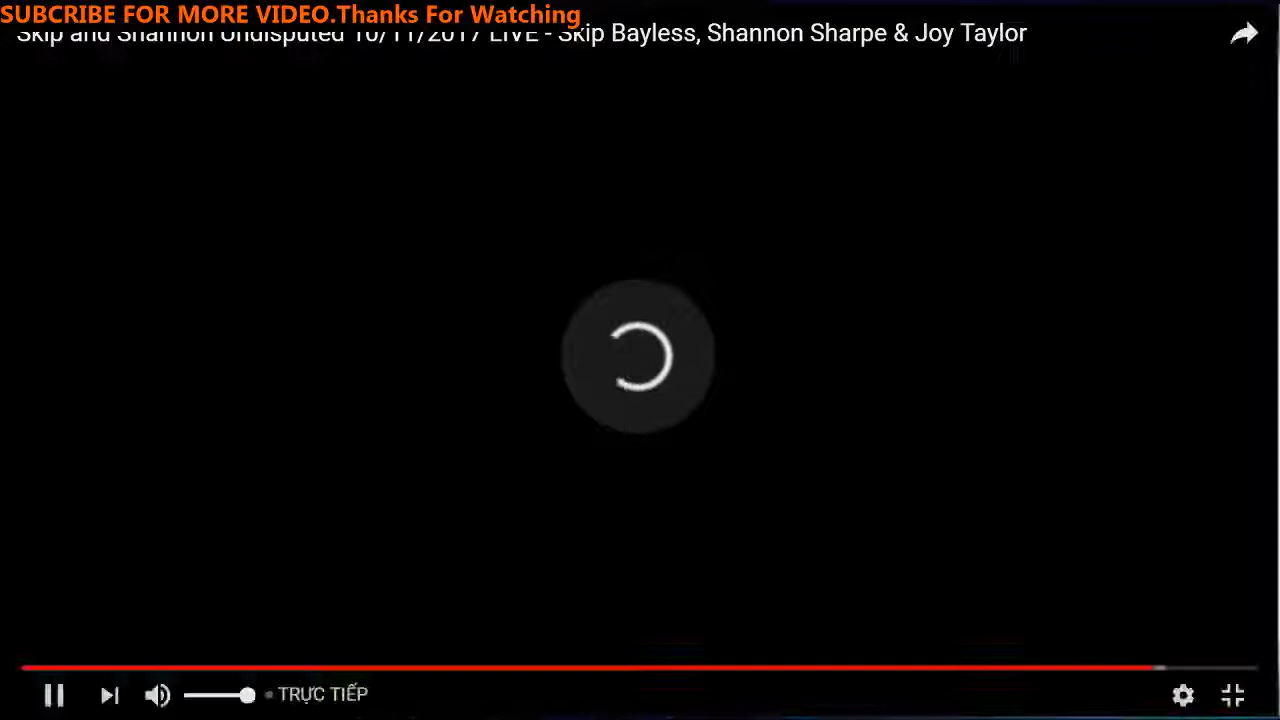 SUBCRIBE FOR MORE VIDEO.Thanks For Watching
Skip and Shannon Undisputed 10/11/2017 LIVE - Skip Bayless, Shannon Sharpe & Joy Taylor
TRỰC TIẾP